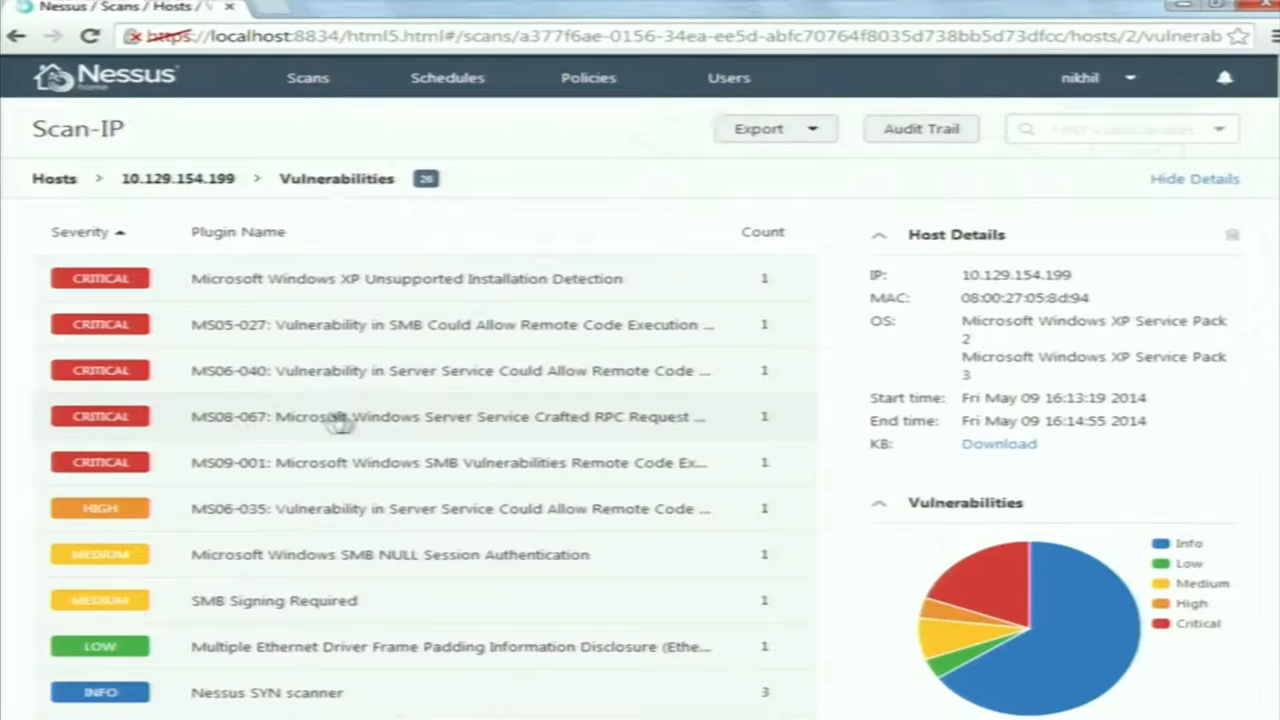 Nessus / Scans / Hosts / V
https://localhost:8834/html5.html#/scans/a377f6ae-0156-34ea-ee5d-abfc70764f8035d738bb5d73dfcc/hosts/2/vulnerab
Nessus
home
Scans
Schedules
Policies
Users
nikhil
Scan-IP
Export
Audit Trail
Hosts > 10.129.154.199 > Vulnerabilities 26
Hide Details
Severity Plugin Name Count
CRITICAL Microsoft Windows XP Unsupported Installation Detection 1
CRITICAL MS05-027: Vulnerability in SMB Could Allow Remote Code Execution ... 1
CRITICAL MS06-040: Vulnerability in Server Service Could Allow Remote Code ... 1
CRITICAL MS08-067: Microsoft Windows Server Service Crafted RPC Request ... 1
CRITICAL MS09-001: Microsoft Windows SMB Vulnerabilities Remote Code Ex... 1
HIGH MS06-035: Vulnerability in Server Service Could Allow Remote Code ... 1
MEDIUM Microsoft Windows SMB NULL Session Authentication 1
MEDIUM SMB Signing Required 1
LOW Multiple Ethernet Driver Frame Padding Information Disclosure (Ethe... 1
INFO Nessus SYN scanner 3
Host Details
IP: 10.129.154.199
MAC: 08:00:27:05:8d:94
OS: Microsoft Windows XP Service Pack
2
Microsoft Windows XP Service Pack
3
Start time: Fri May 09 16:13:19 2014
End time: Fri May 09 16:14:55 2014
KB: Download
Vulnerabilities
Info
Low
Medium
High
Critical